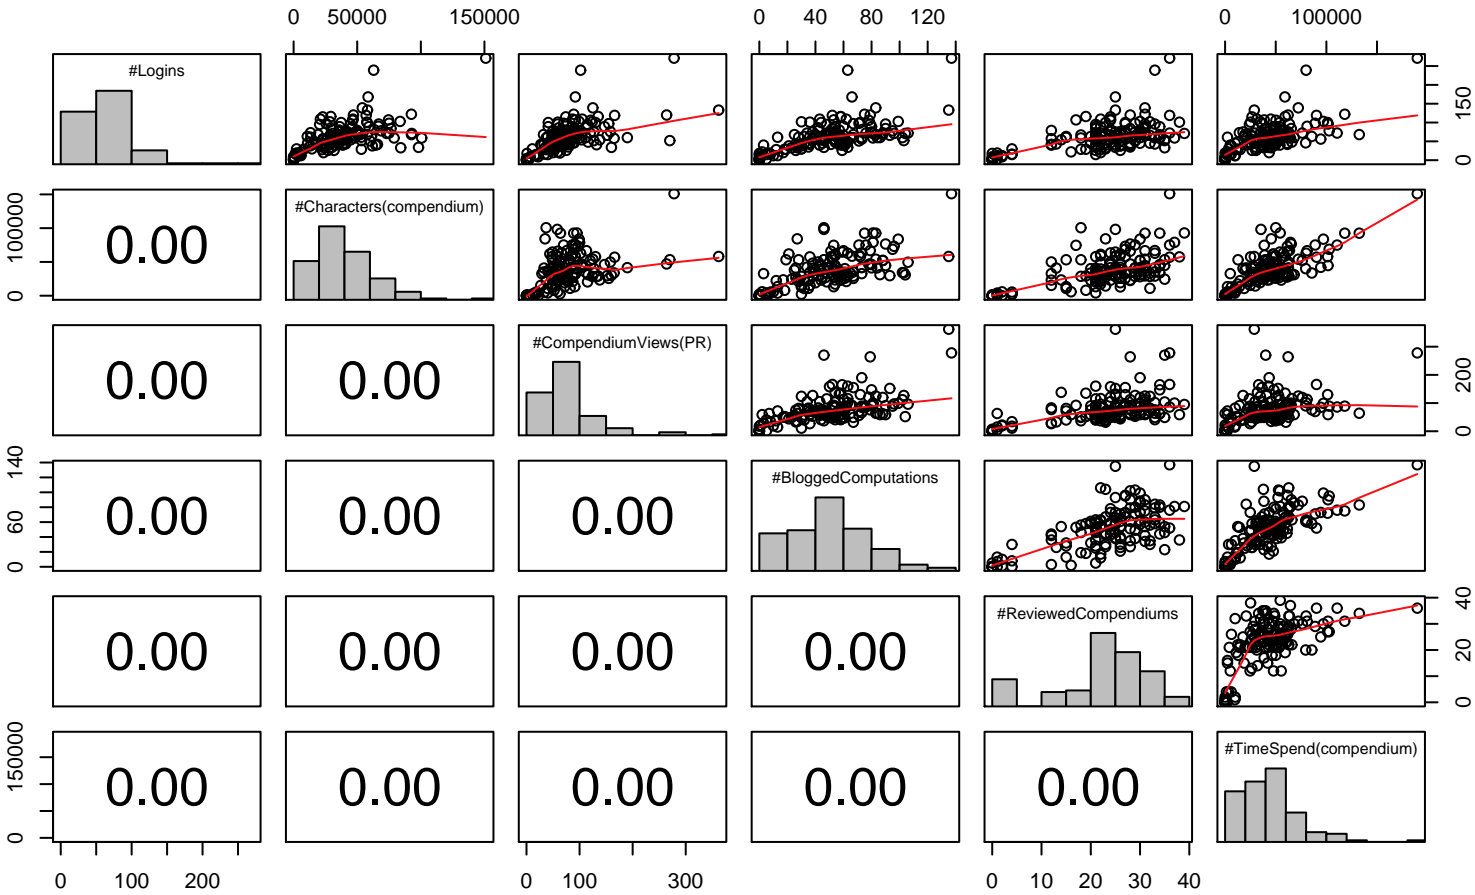 0 50000 150000 0 40 80 120 0 100000
#Logins
0 150
#Characters(compendium)
0.00
0 100000
#CompendiumViews(PR)
0.00 0.00
0 200
#BloggedComputations
0.00 0.00 0.00
0 60 140
#ReviewedCompendiums
0.00 0.00 0.00 0.00
0 20 40
#TimeSpend(compendium)
0.00 0.00 0.00 0.00 0.00
0 150000
0 100 200 0 100 300 0 10 20 30 40